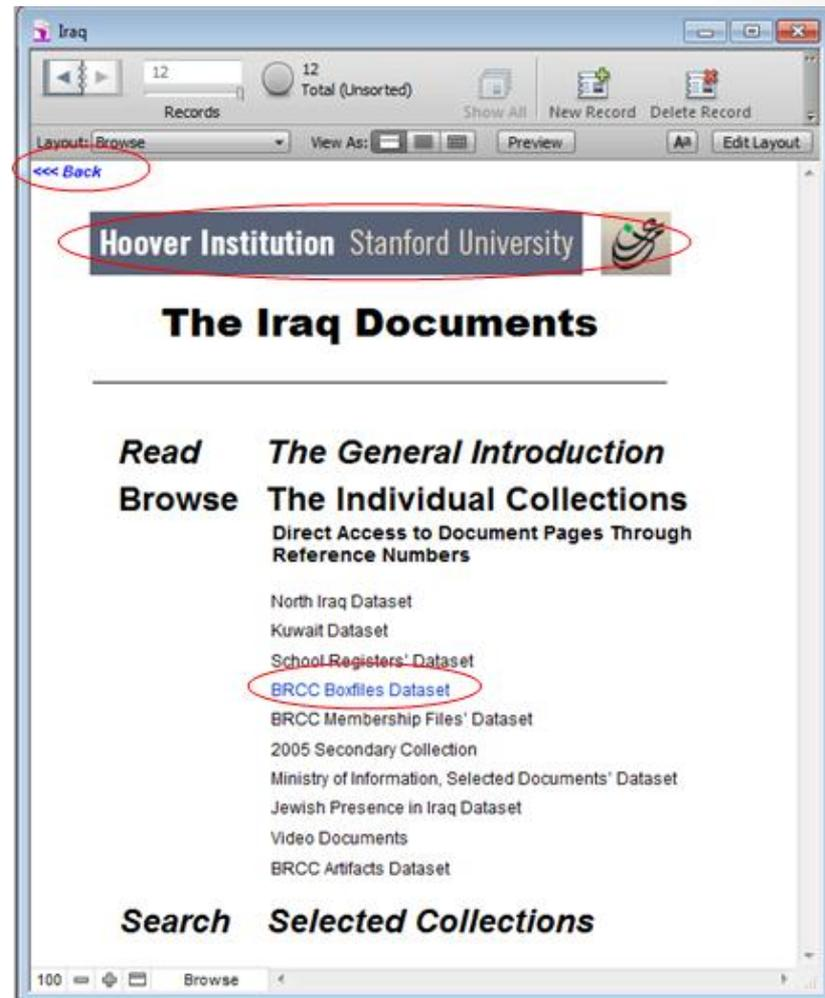 Iraq
12
Records
12
Total (Unsorted)
Show All
New Record
Delete Record
Layout: Browse
View As:
Preview
Aa
Edit Layout
<<< Back
Hoover Institution Stanford University
The Iraq Documents
Read The General Introduction
Browse The Individual Collections
Direct Access to Document Pages Through
Reference Numbers
North Iraq Dataset
Kuwait Dataset
School Registers' Dataset
BRCC Boxfiles Dataset
BRCC Membership Files' Dataset
2005 Secondary Collection
Ministry of Information, Selected Documents' Dataset
Jewish Presence in Iraq Dataset
Video Documents
BRCC Artifacts Dataset
Search Selected Collections
100
Browse